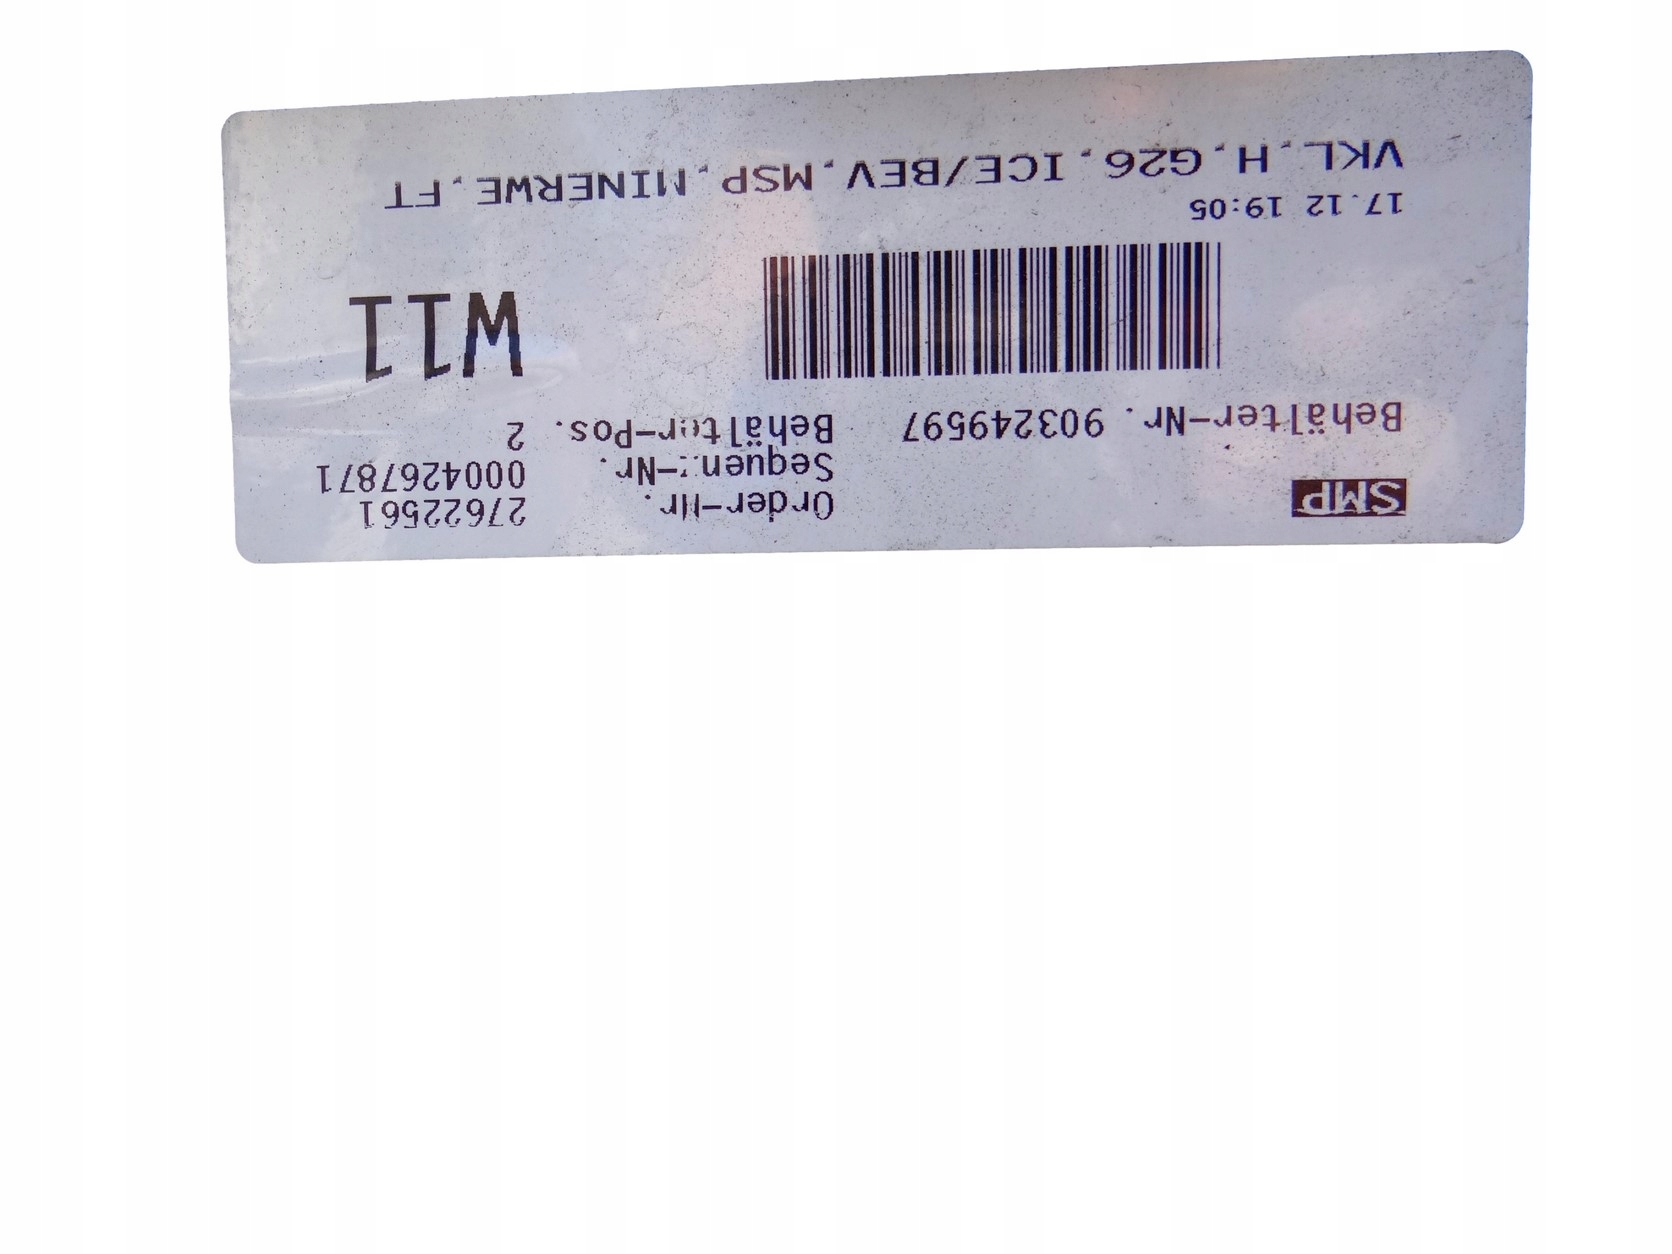 SMP Order-Nr. 27622561
Sequenz-Nr. 0004267871
Behälter-Nr. 903249597 Behälter-Pos. 2
W11
17.12 19:05
VKL.H.G26.ICE/BEV.MSP.MINERWE.FT